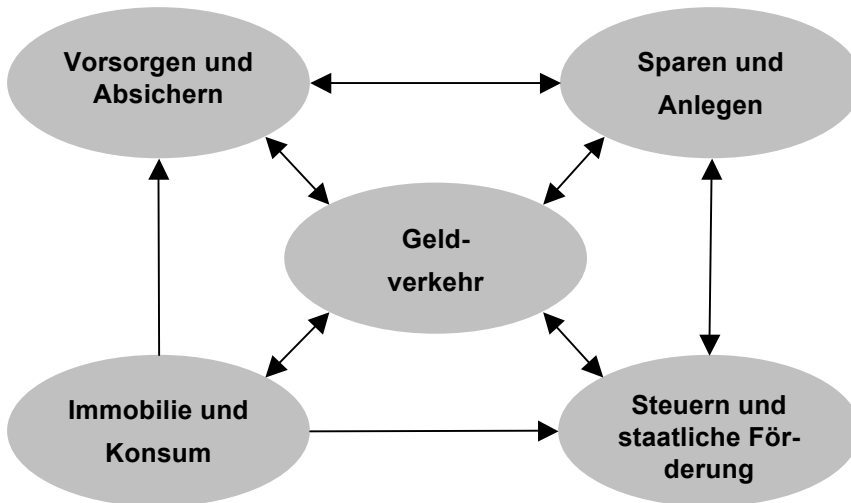 Vorsorgen und
Absichern
Sparen und
Anlegen
Geld-
verkehr
Immobilie und
Konsum
Steuern und
staatliche För-
derung